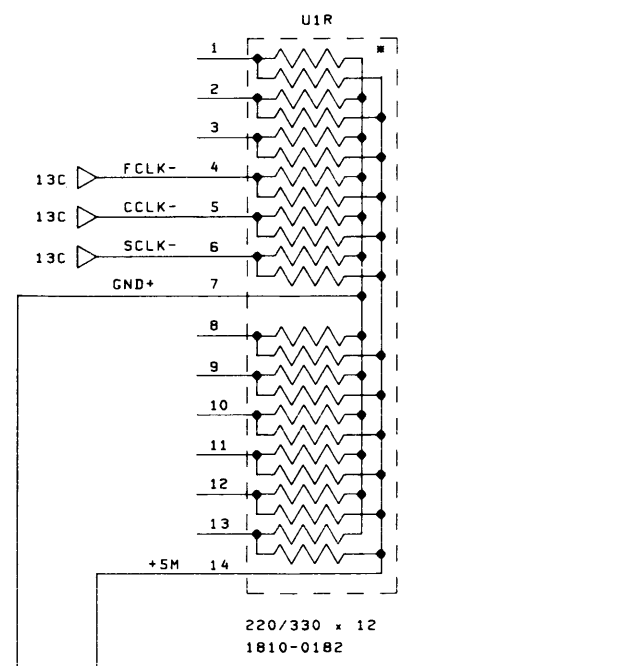 U1R
*
1
2
3
13C FCLK- 4
13C CCLK- 5
13C SCLK- 6
GND+ 7
8
9
10
11
12
13
+5M 14
220/330 x 12
1810-0182